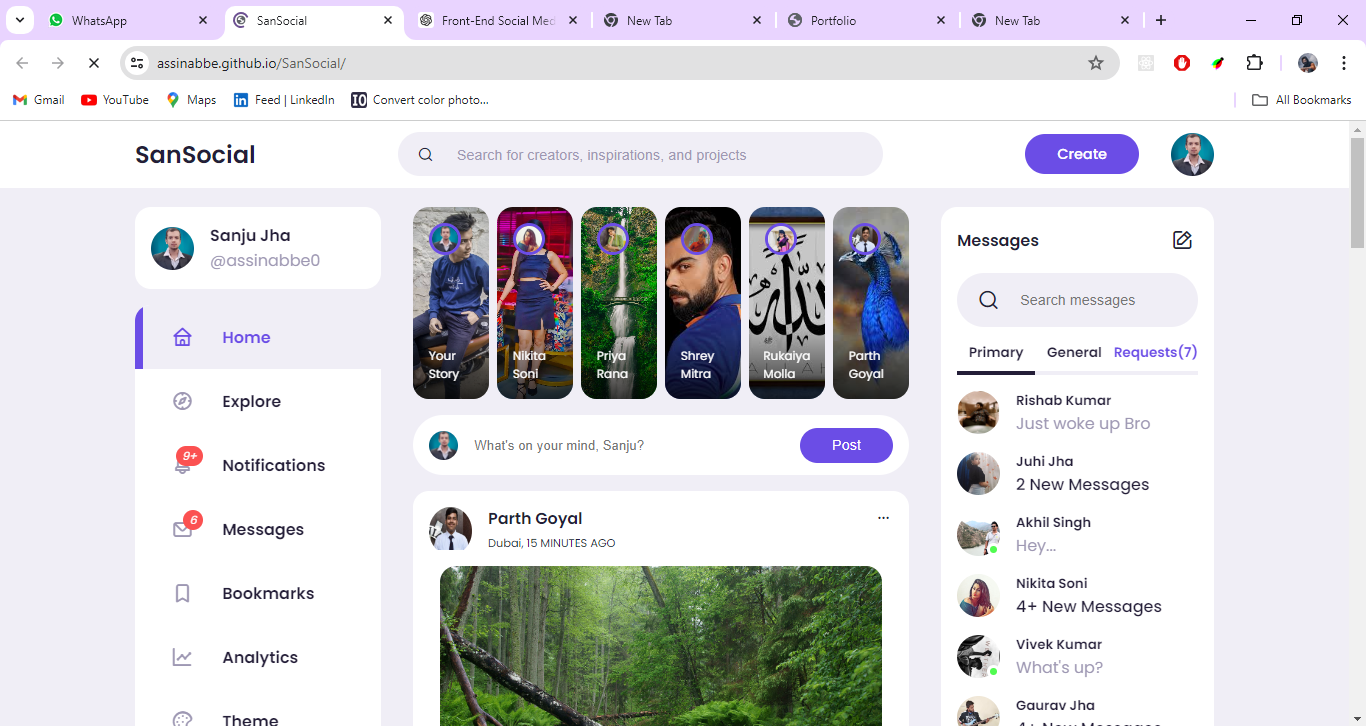 WhatsApp
SanSocial
Front-End Social Med
New Tab
Portfolio
New Tab
assinabbe.github.io/SanSocial/
Gmail
YouTube
Maps
Feed | LinkedIn
Convert color photo...
All Bookmarks
SanSocial
Search for creators, inspirations, and projects
Create
Sanju Jha
@assinabbe0
Home
Explore
9+
Notifications
6
Messages
Bookmarks
Analytics
Theme
Your
Story
Nikita
Soni
Priya
Rana
Shrey
Mitra
Rukaiya
Molla
Parth
Goyal
What's on your mind, Sanju?
Post
Parth Goyal
Dubai, 15 MINUTES AGO
Messages
Search messages
Primary General Requests(7)
Rishab Kumar
Just woke up Bro
Juhi Jha
2 New Messages
Akhil Singh
Hey...
Nikita Soni
4+ New Messages
Vivek Kumar
What's up?
Gaurav Jha
4+ New Messages